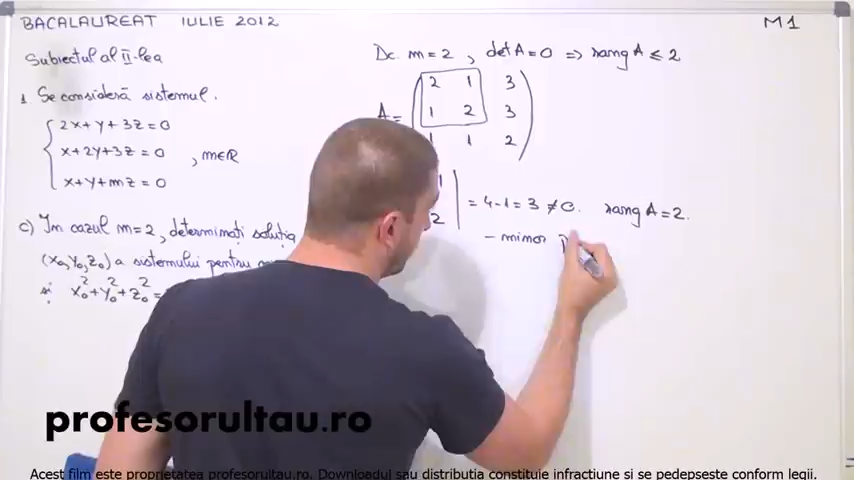 BACALAUREAT IULIE 2012
M1
Subiectul al II-lea
1. Se consideră sistemul.
2x+y+3z=0
x+2y+3z=0 , m∈R
x+y+mz=0
c) În cazul m=2, determinați soluția
(x₀,y₀,z₀) a sistemului pentru
și x₀²+y₀²+z₀²=
Dc. m=2 , det A=0 => rang A ≤ 2
A= 2 1 3
1 2 3
1 1 2
1
2 = 4-1=3 ≠0. rang A=2.
- minor
profesorultau.ro
Acest film este proprietatea profesorultau.ro. Downloadul sau distributia constituie infractiune si se pedepseste conform legii.